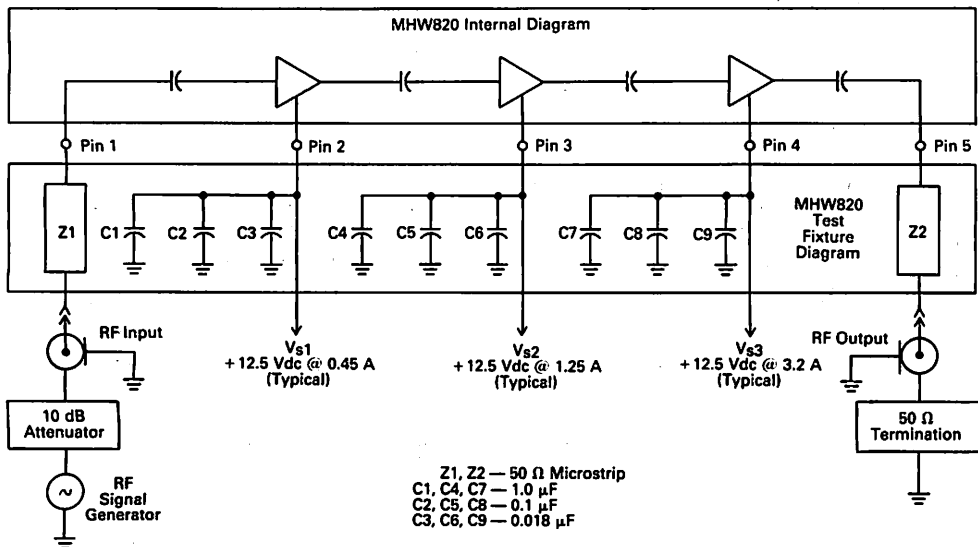 MHW820 Internal Diagram
Pin 1
Pin 2
Pin 3
Pin 4
Pin 5
Z1
C1
C2
C3
C4
C5
C6
C7
C8
C9
MHW820
Test
Fixture
Diagram
Z2
RF Input
Vs1
+12.5 Vdc @ 0.45 A
(Typical)
Vs2
+12.5 Vdc @ 1.25 A
(Typical)
Vs3
+12.5 Vdc @ 3.2 A
(Typical)
RF Output
10 dB
Attenuator
50 Ω
Termination
RF
Signal
Generator
Z1, Z2 — 50 Ω Microstrip
C1, C4, C7 — 1.0 µF
C2, C5, C8 — 0.1 µF
C3, C6, C9 — 0.018 µF